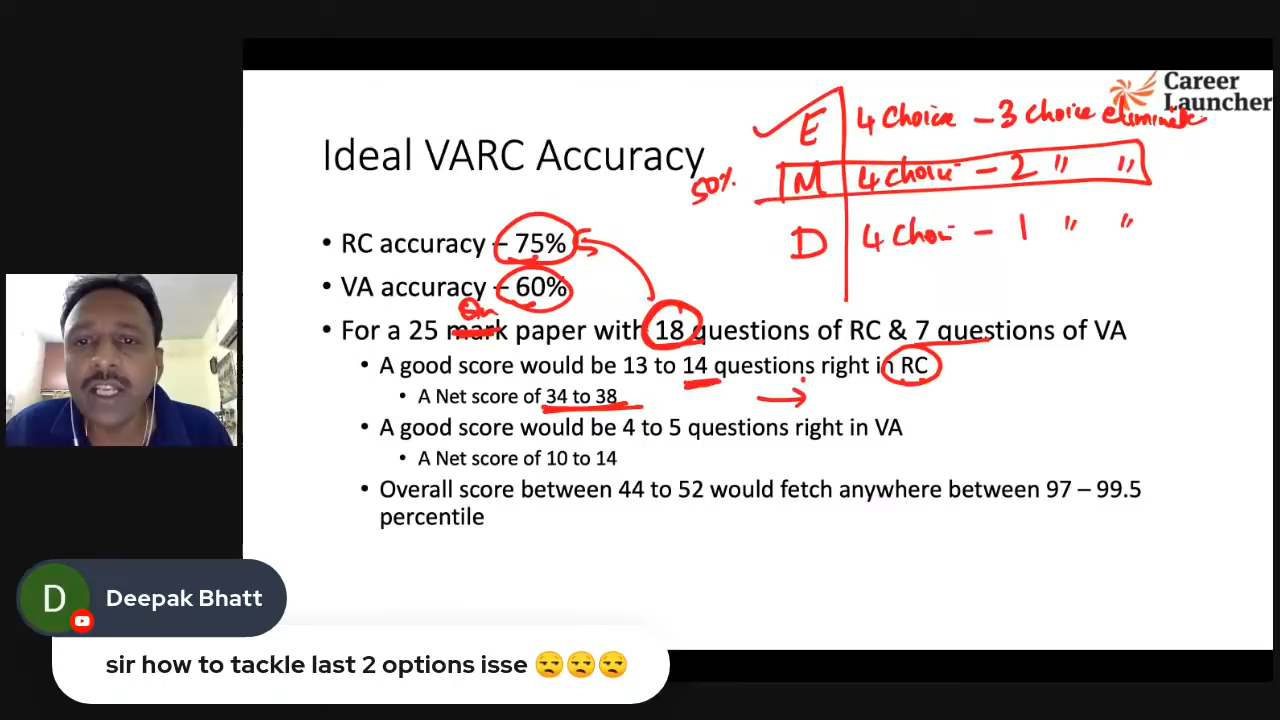 Career
Launcher
E 4 Choice - 3 choice eliminate
50% M 4 choice - 2 " "
D 4 Choi - 1 " "
Ideal VARC Accuracy
• RC accuracy – 75%
• VA accuracy – 60%
Qn
• For a 25 mark paper with 18 questions of RC & 7 questions of VA
• A good score would be 13 to 14 questions right in RC
• A Net score of 34 to 38
• A good score would be 4 to 5 questions right in VA
• A Net score of 10 to 14
• Overall score between 44 to 52 would fetch anywhere between 97 – 99.5
percentile
D Deepak Bhatt
sir how to tackle last 2 options isse 😒😒😒